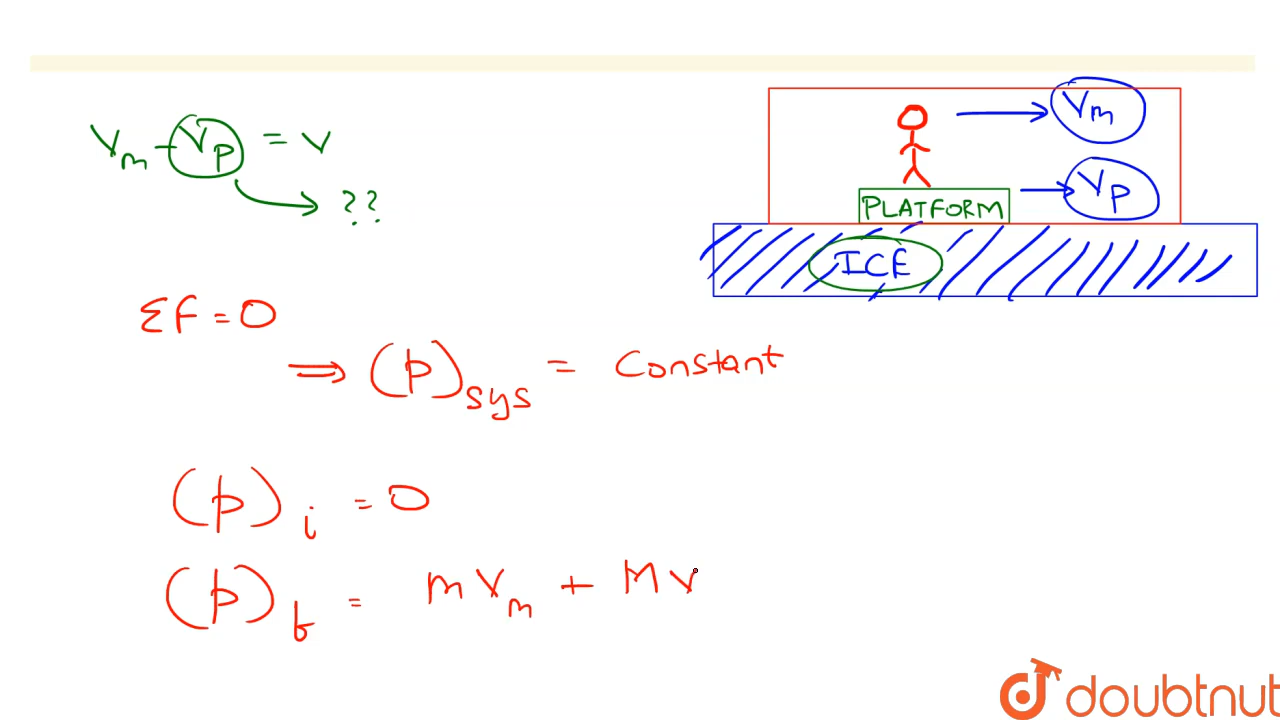 Vm - Vp = V
??
Vm
Vp
PLATFORM
ICE
ΣF = 0
⟹ (p)sys = Constant
(p)i = 0
(p)f = mVm + MV
doubtnut